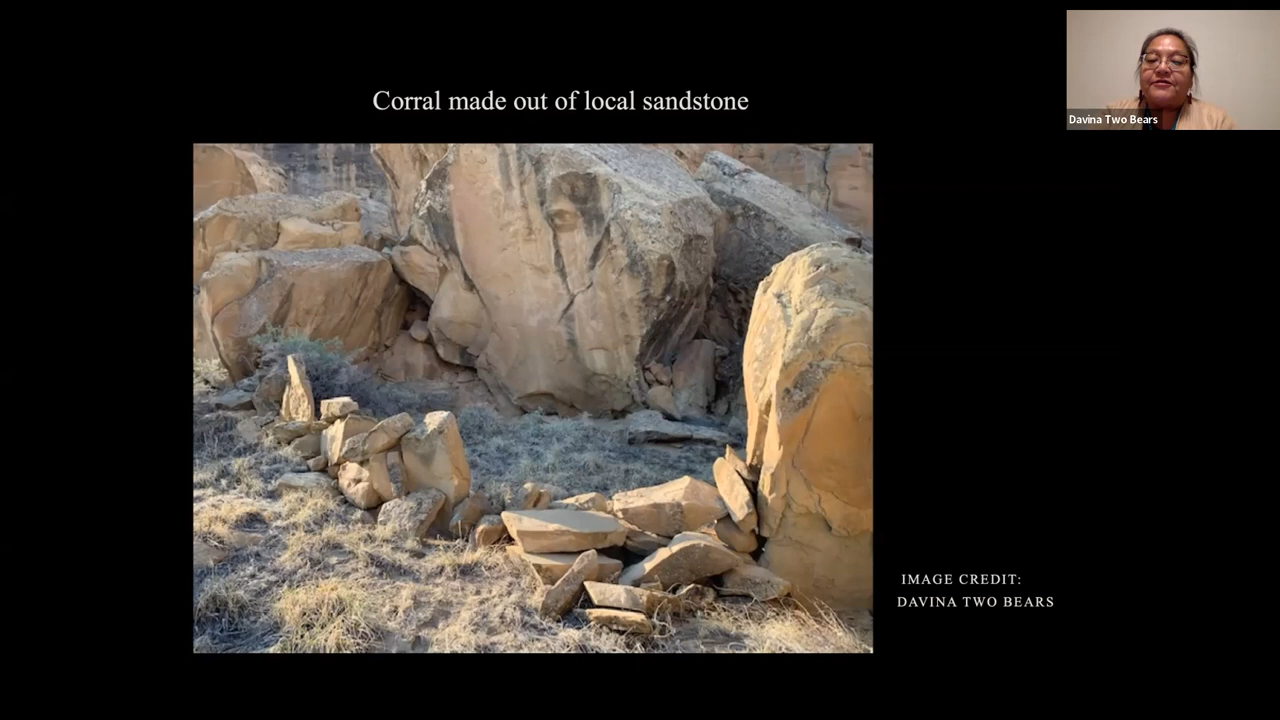 Corral made out of local sandstone
Davina Two Bears
IMAGE CREDIT:
DAVINA TWO BEARS